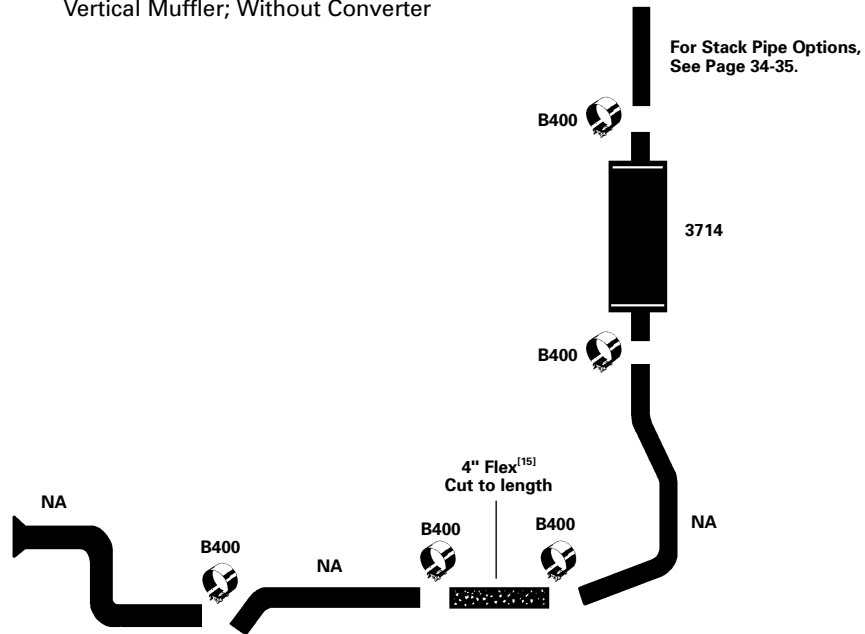 Vertical Muffler; Without Converter
For Stack Pipe Options,
See Page 34-35.
B400
3714
B400
4" Flex[15]
Cut to length
NA
B400
B400
NA
B400
NA